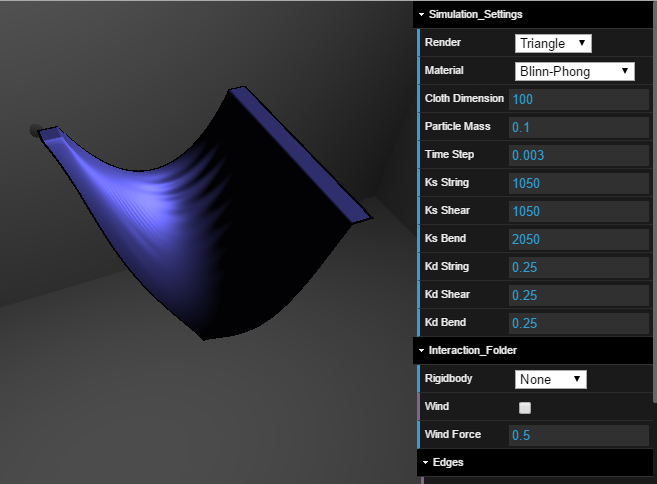 Simulation_Settings
Render Triangle
Material Blinn-Phong
Cloth Dimension 100
Particle Mass 0.1
Time Step 0.003
Ks String 1050
Ks Shear 1050
Ks Bend 2050
Kd String 0.25
Kd Shear 0.25
Kd Bend 0.25
Interaction_Folder
Rigidbody None
Wind
Wind Force 0.5
Edges